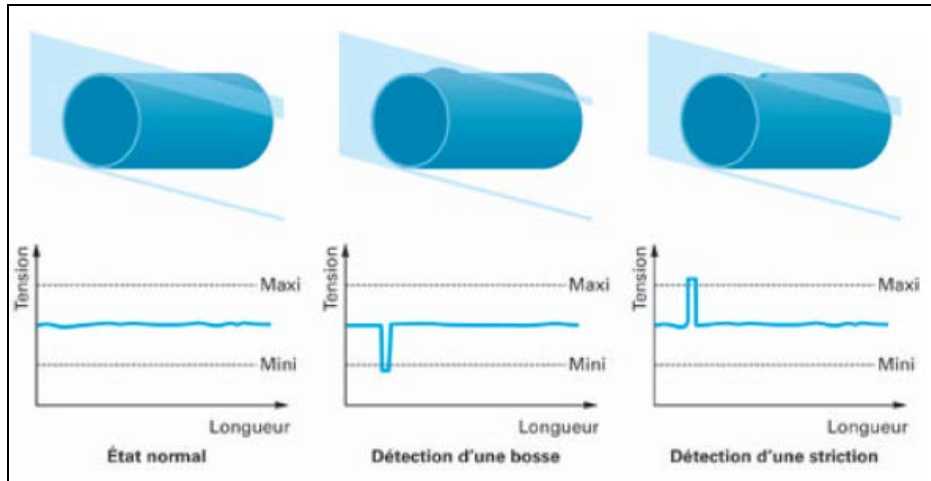 Tension
Maxi
Mini
Longueur
État normal
Tension
Maxi
Mini
Longueur
Détection d'une bosse
Tension
Maxi
Mini
Longueur
Détection d'une striction